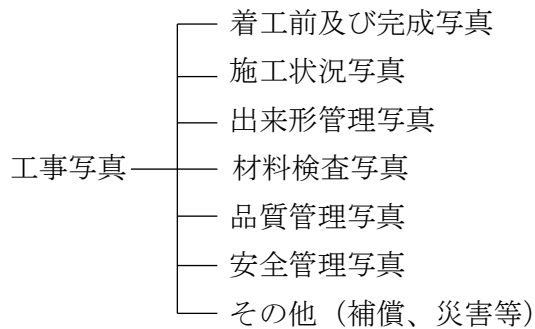 着工前及び完成写真
施工状況写真
出来形管理写真
工事写真
材料検査写真
品質管理写真
安全管理写真
その他（補償、災害等）